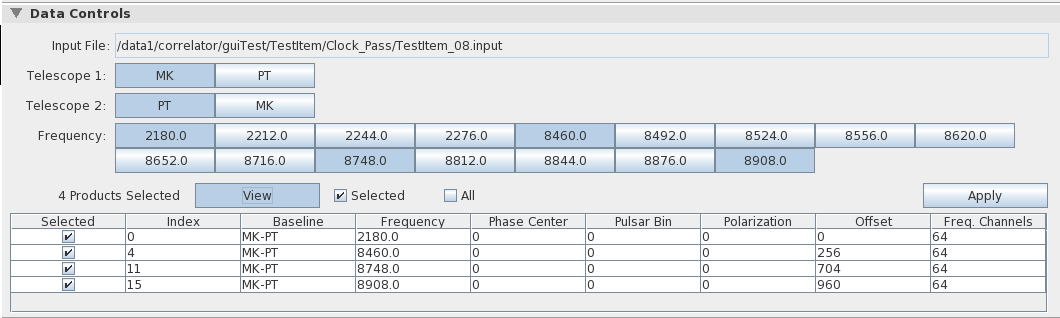 Data Controls
Input File: /data1/correlator/guiTest/TestItem/Clock_Pass/TestItem_08.input
Telescope 1: MK PT
Telescope 2: PT MK
Frequency: 2180.0 2212.0 2244.0 2276.0 8460.0 8492.0 8524.0 8556.0 8620.0
8652.0 8716.0 8748.0 8812.0 8844.0 8876.0 8908.0
4 Products Selected View Selected All Apply
Selected Index Baseline Frequency Phase Center Pulsar Bin Polarization Offset Freq. Channels
0 MK-PT 2180.0 0 0 0 0 64
4 MK-PT 8460.0 0 0 0 256 64
11 MK-PT 8748.0 0 0 0 704 64
15 MK-PT 8908.0 0 0 0 960 64